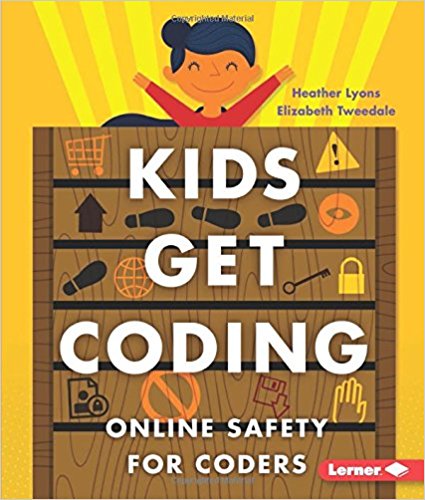 Heather Lyons
Elizabeth Tweedale
KIDS
GET
CODING
ONLINE SAFETY
FOR CODERS
Lerner